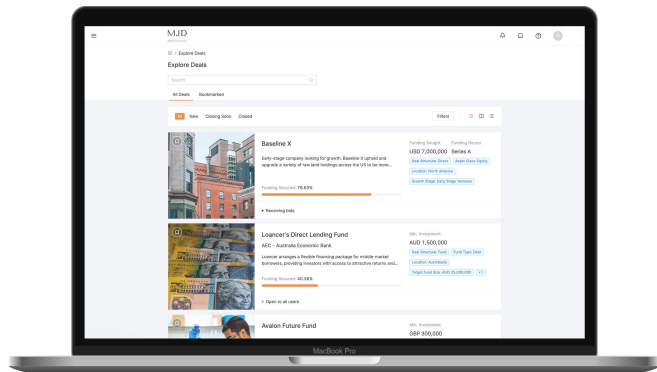 MJD
Explore Deals
Explore Deals
Search
All Deals Bookmarked
All New Closing Soon Closed
Filters
Baseline X
Early-stage company looking for growth. Baseline X uphold and
upgrade a variety of raw land holdings across the US to be more...
Funding Secured: 78.63%
Receiving bids
Funding Sought Funding Round
USD 7,000,000 Series A
Deal Structure: Direct Asset Class: Equity
Location: North America
Growth Stage: Early Stage Ventures
Loancer's Direct Lending Fund
AEC - Australia Economic Bank
Loancer arranges a flexible financing package for middle-market
borrowers, providing investors with access to attractive returns and...
Funding Secured: 40.38%
Open to all users
Min. Investment
AUD 1,500,000
Deal Structure: Fund Fund Type: Debt
Location: Australasia
Target Fund Size: AUD 25,000,000 +1
Avalon Future Fund
Min. Investment
GBP 300,000
MacBook Pro